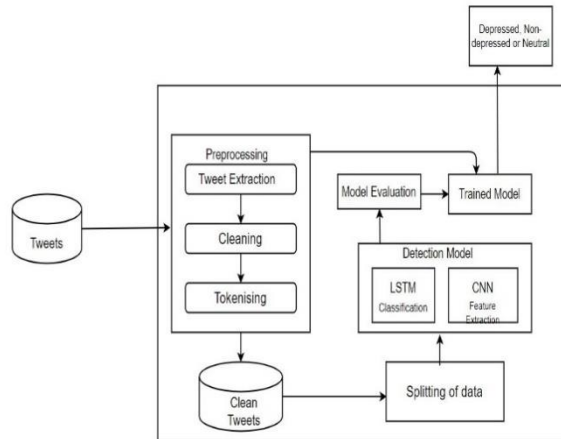 Depressed, Non-
depressed or Neutral
Preprocessing
Tweet Extraction
Cleaning
Tokenising
Tweets
Model Evaluation
Trained Model
Detection Model
LSTM
Classification
CNN
Feature
Extraction
Clean
Tweets
Splitting of data